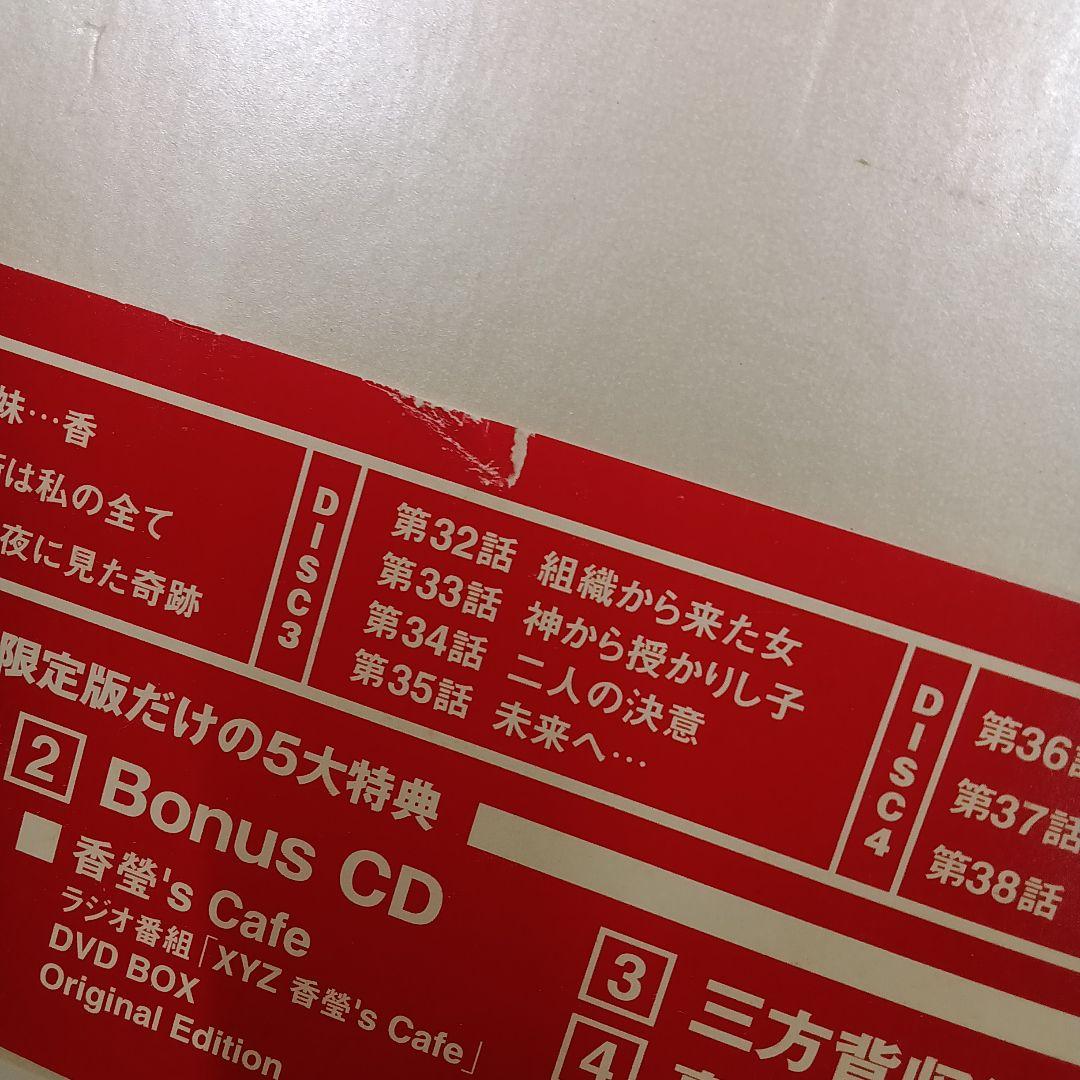 妹…香
は私の全て
夜に見た奇跡
DISC3
第32話 組織から来た女
第33話 神から授かりし子
第34話 二人の決意
第35話 未来へ…
DISC4
第36話
第37話
第38話
限定版だけの5大特典
2 Bonus CD
■香瑩's Cafe
ラジオ番組「XYZ 香瑩's Cafe」
DVD BOX
Original Edition
3 三方背収
4